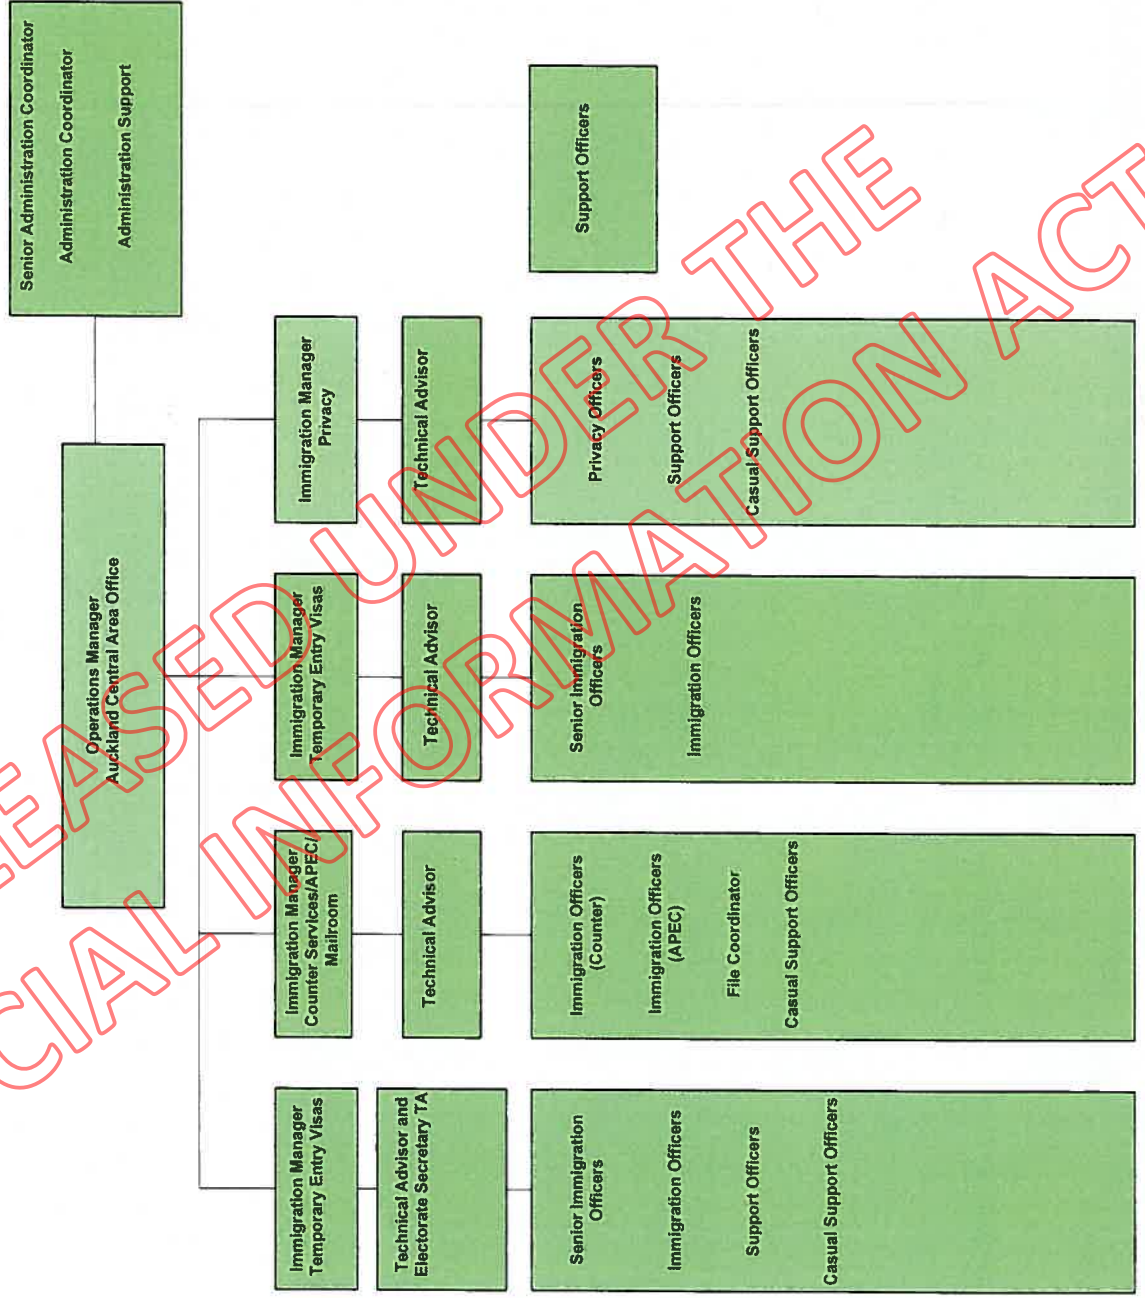 Operations Manager
Auckland Central Area Office
Senior Administration Coordinator
Administration Coordinator
Administration Support
Immigration Manager
Temporary Entry Visas
Technical Advisor and
Electorate Secretary TA
Senior Immigration
Officers
Immigration Officers
Support Officers
Casual Support Officers
Immigration Manager
Counter Services/APEC/
Mailroom
Technical Advisor
Immigration Officers
(Counter)
Immigration Officers
(APEC)
File Coordinator
Casual Support Officers
Immigration Manager
Temporary Entry Visas
Technical Advisor
Senior Immigration
Officers
Immigration Officers
Immigration Manager
Privacy
Technical Advisor
Privacy Officers
Support Officers
Casual Support Officers
Support Officers
EASED UNDER THE
CIAL INFORMATION ACT